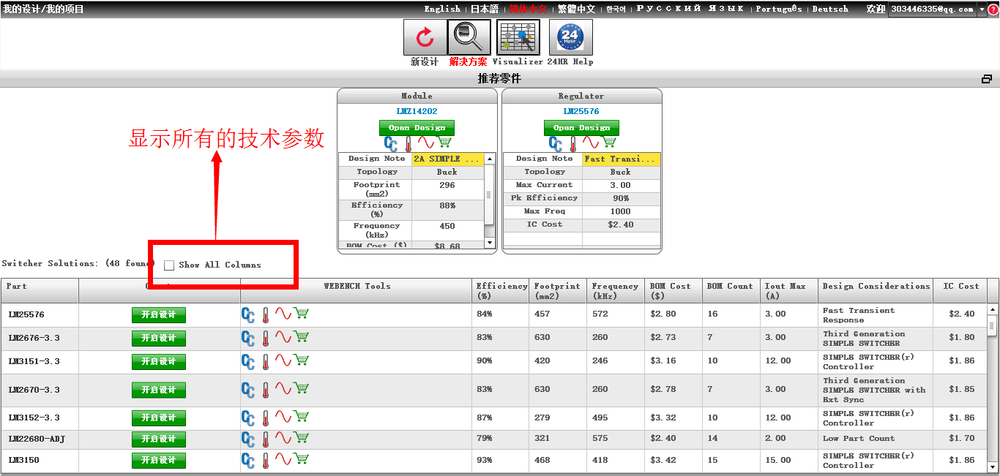 我的设计/我的项目
English | 日本語 | 简体中文 | 繁體中文 | 한국어 | Русский Язык | Português | Deutsch
欢迎 303446335@qq.com ?
24 Hour
新设计 解决方案 Visualizer 24HR Help
推荐零件
Module
LMZ14202
Open Design
Design Note 2A SIMPLE ...
Topology Buck
Footprint (mm2) 296
Efficiency (%) 88%
Frequency (kHz) 450
BOM Cost ($) $8.68
Regulator
LM25576
Open Design
Design Note Fast Transi...
Topology Buck
Max Current 3.00
Pk Efficiency 90%
Max Freq 1000
IC Cost $2.40
显示所有的技术参数
Switcher Solutions: (48 found) Show All Columns
Part WEBENCH Tools Efficiency (%) Footprint (mm2) Frequency (kHz) BOM Cost ($) BOM Count Iout Max (A) Design Considerations IC Cost
LM25576 开启设计 84% 457 572 $2.80 16 3.00 Fast Transient Response $2.40
LM2676-3.3 开启设计 83% 630 260 $2.73 7 3.00 Third Generation SIMPLE SWITCHER $1.80
LM3151-3.3 开启设计 90% 420 246 $3.16 10 12.00 SIMPLE SWITCHER(r) Controller $1.86
LM2670-3.3 开启设计 83% 630 260 $2.78 7 3.00 Third Generation SIMPLE SWITCHER with Ext Sync $1.85
LM3152-3.3 开启设计 87% 279 495 $3.32 10 12.00 SIMPLE SWITCHER(r) Controller $1.86
LM22680-ADJ 开启设计 79% 321 575 $2.40 14 2.00 Low Part Count $1.70
LM3150 开启设计 93% 468 418 $3.42 15 15.00 SIMPLE SWITCHER(r) Controller $1.86